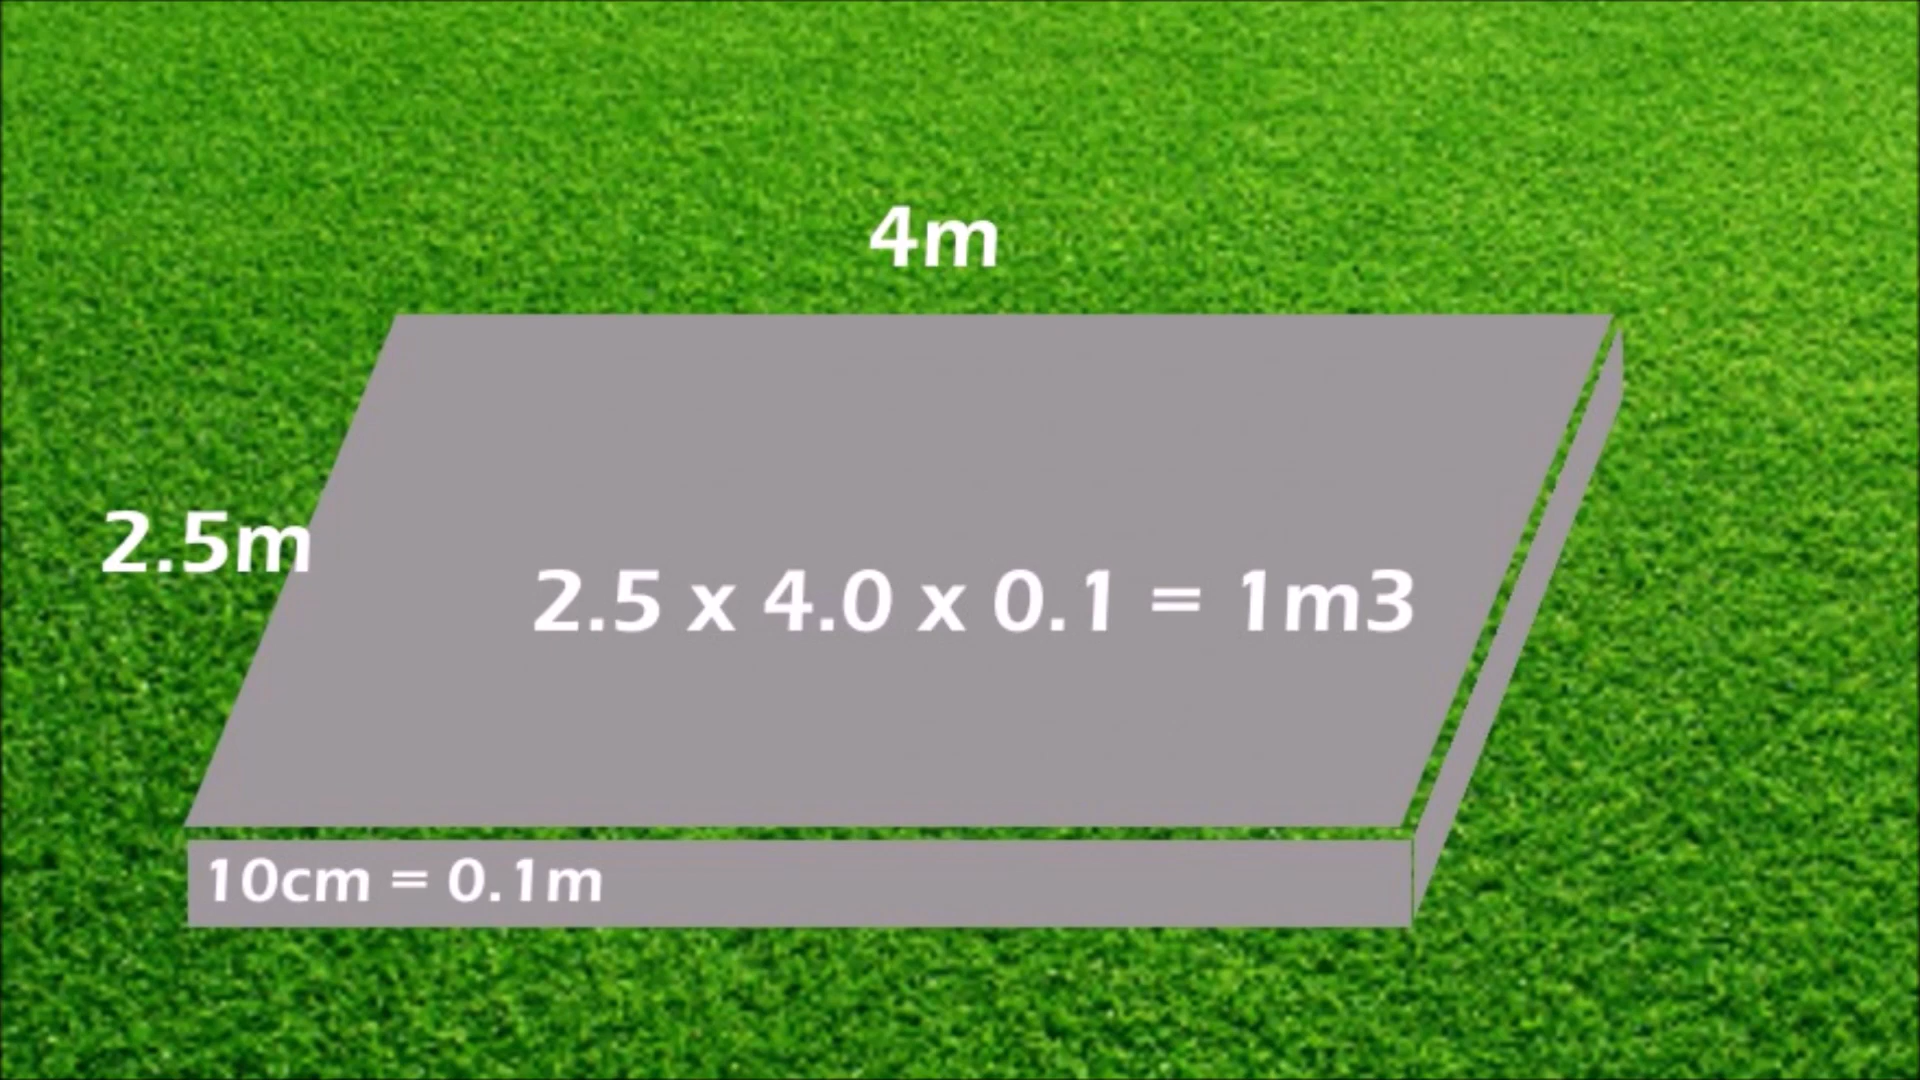 4m
2.5m
2.5 x 4.0 x 0.1 = 1m3
10cm = 0.1m